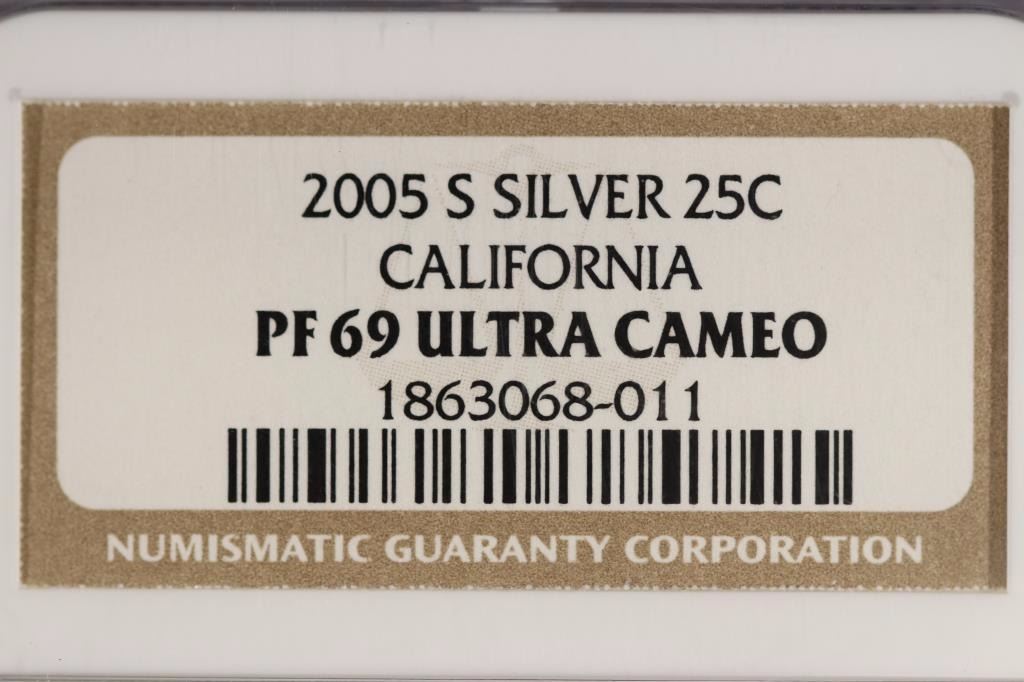 2005 S SILVER 25C
CALIFORNIA
PF 69 ULTRA CAMEO
1863068-011
NUMISMATIC GUARANTY CORPORATION